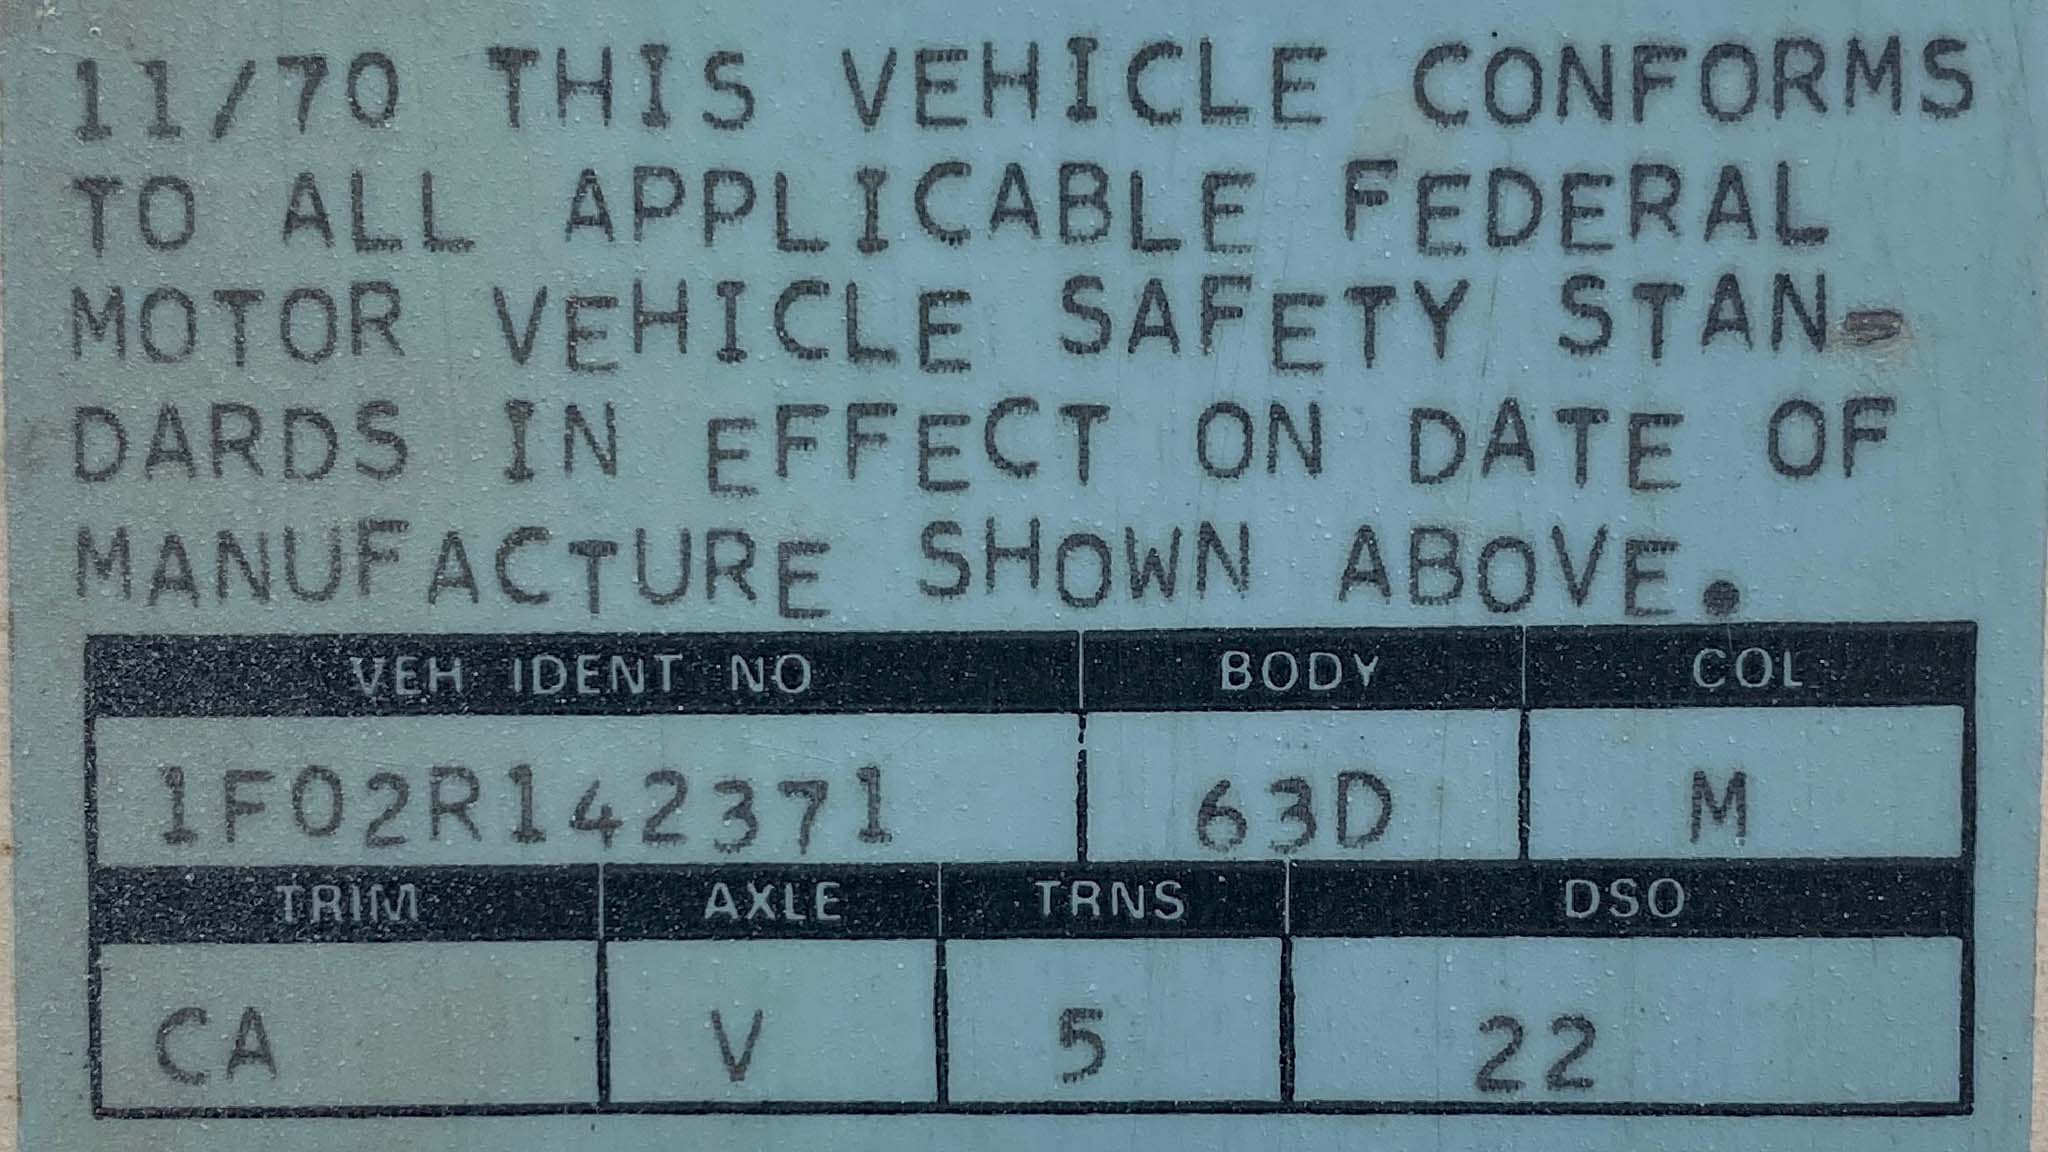 11/70 THIS VEHICLE CONFORMS
TO ALL APPLICABLE FEDERAL
MOTOR VEHICLE SAFETY STAN-
DARDS IN EFFECT ON DATE OF
MANUFACTURE SHOWN ABOVE.
VEH IDENT NO BODY COL
1F02R142371 63D M
TRIM AXLE TRNS DSO
CA V 5 22